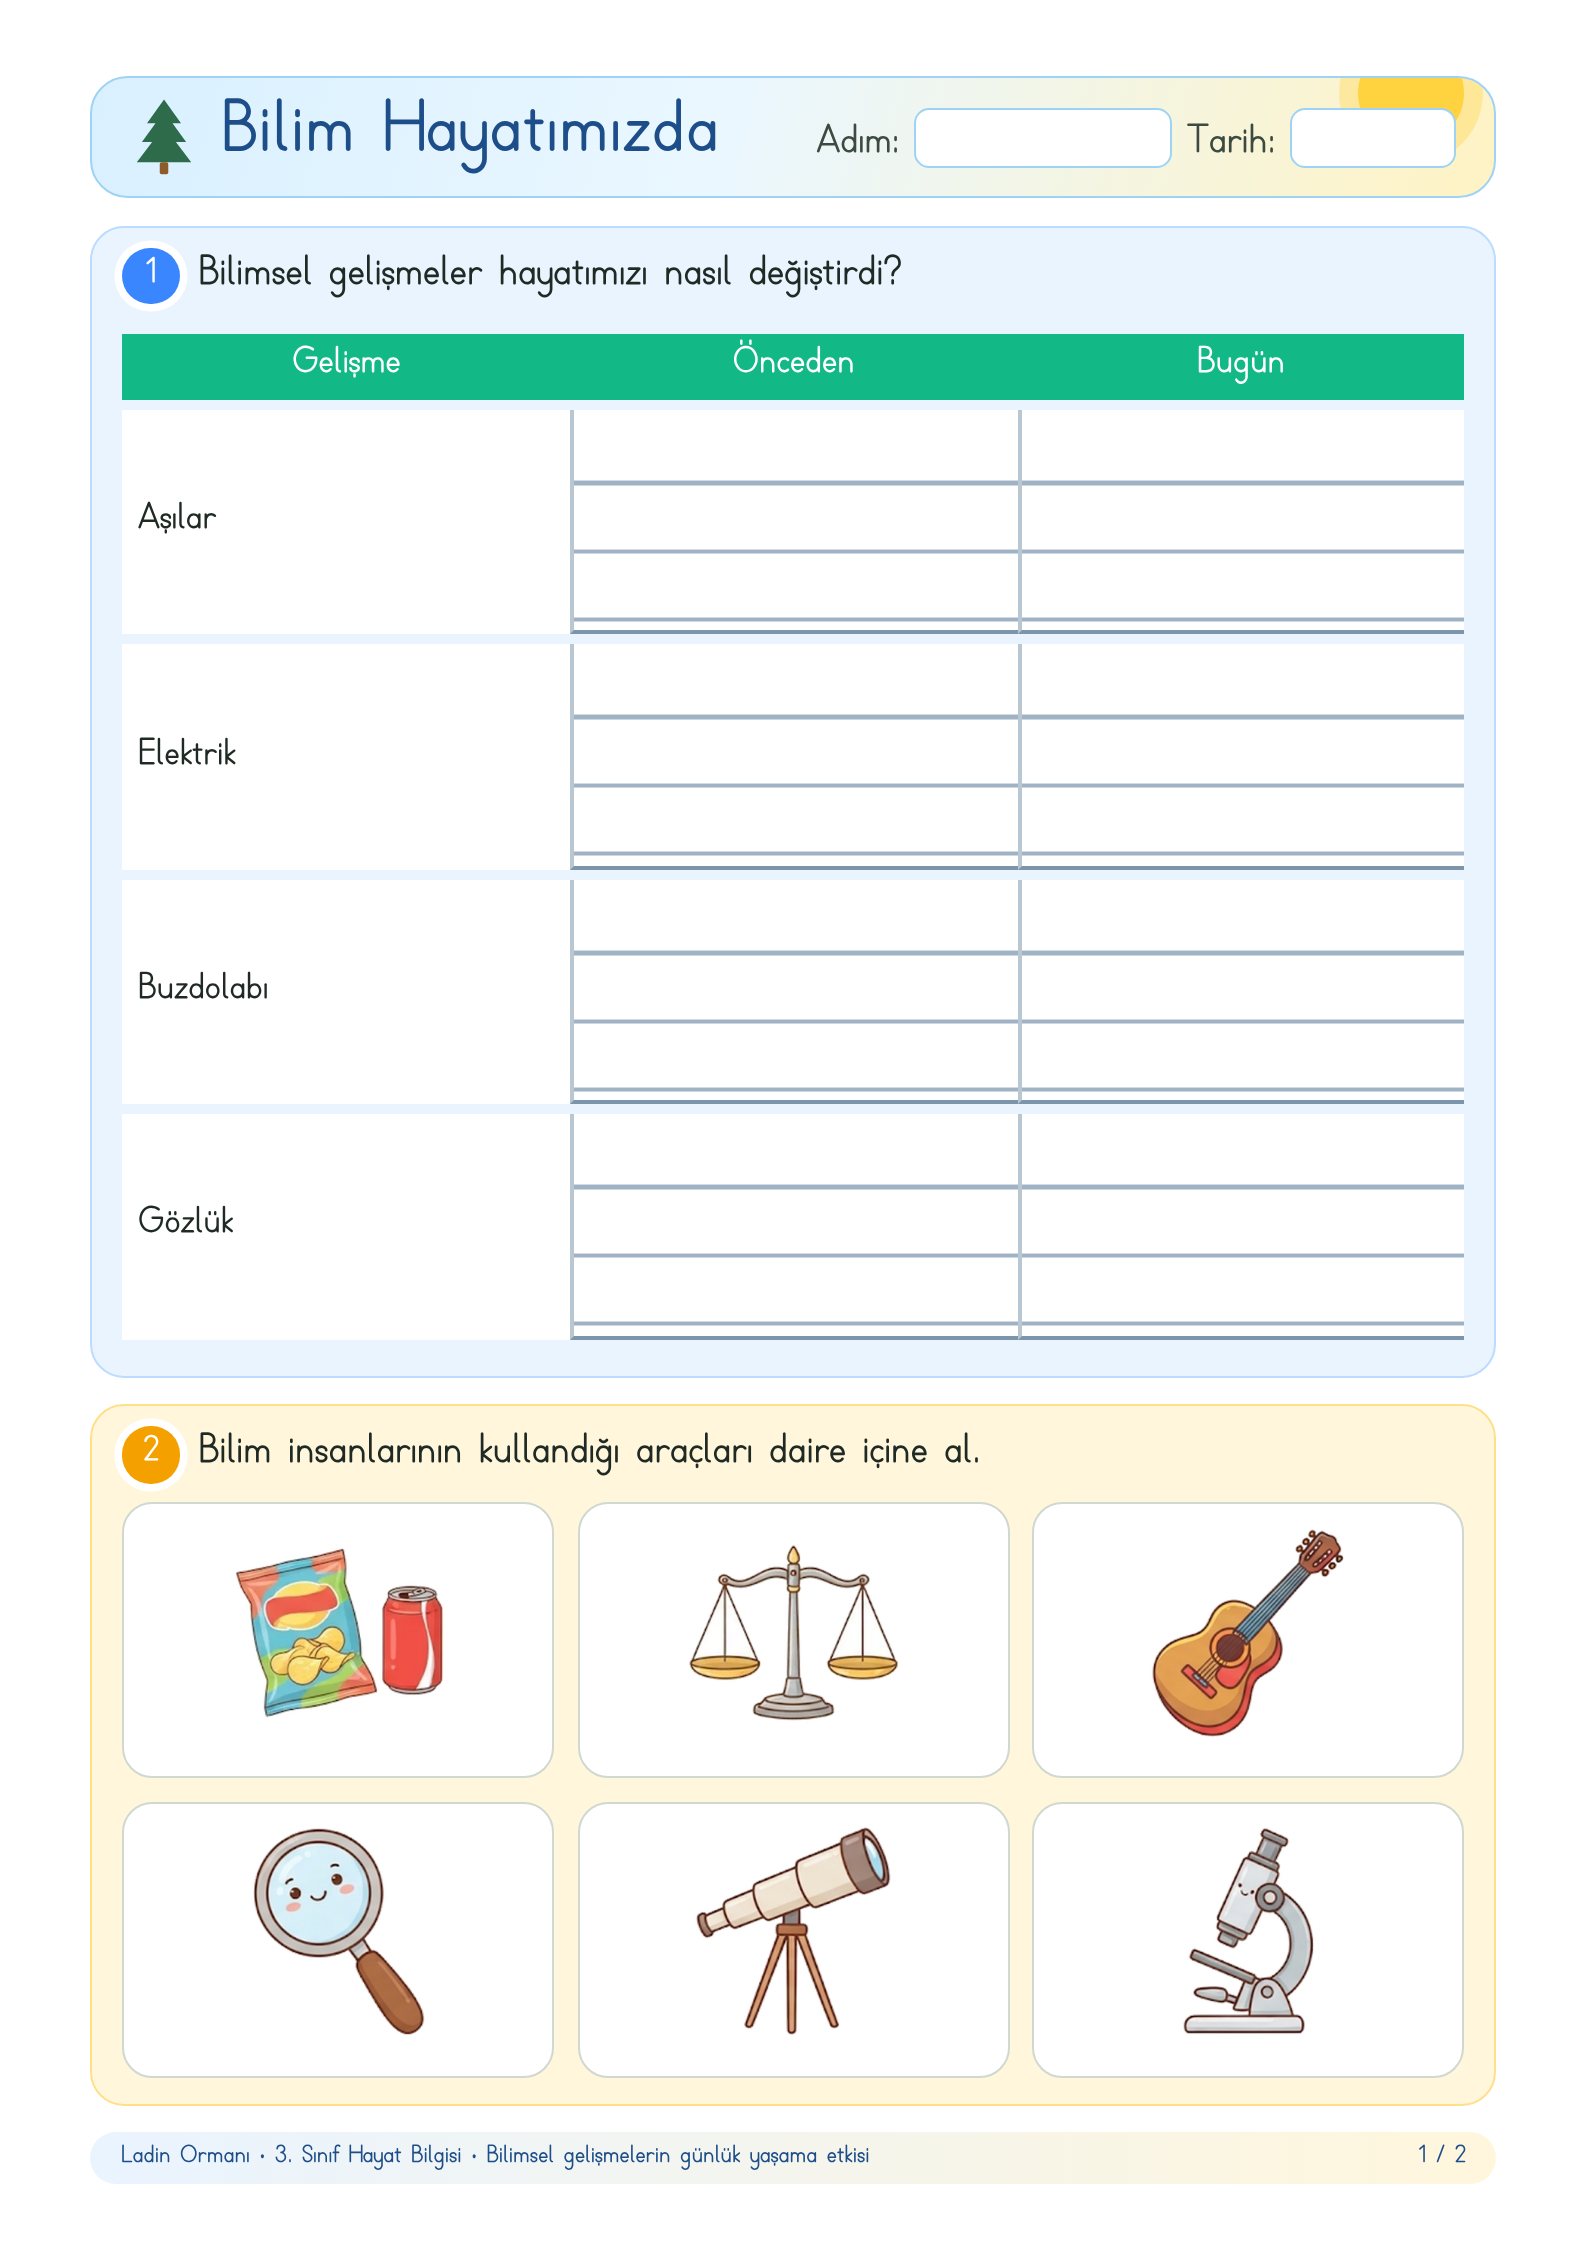 Bilim Hayatımızda
Adım:
Tarih:
1 Bilimsel gelişmeler hayatımızı nasıl değiştirdi?
Gelişme Önceden Bugün
Aşılar
Elektrik
Buzdolabı
Gözlük
2 Bilim insanlarının kullandığı araçları daire içine al.
Ladin Ormanı • 3. Sınıf Hayat Bilgisi • Bilimsel gelişmelerin günlük yaşama etkisi 1 / 2